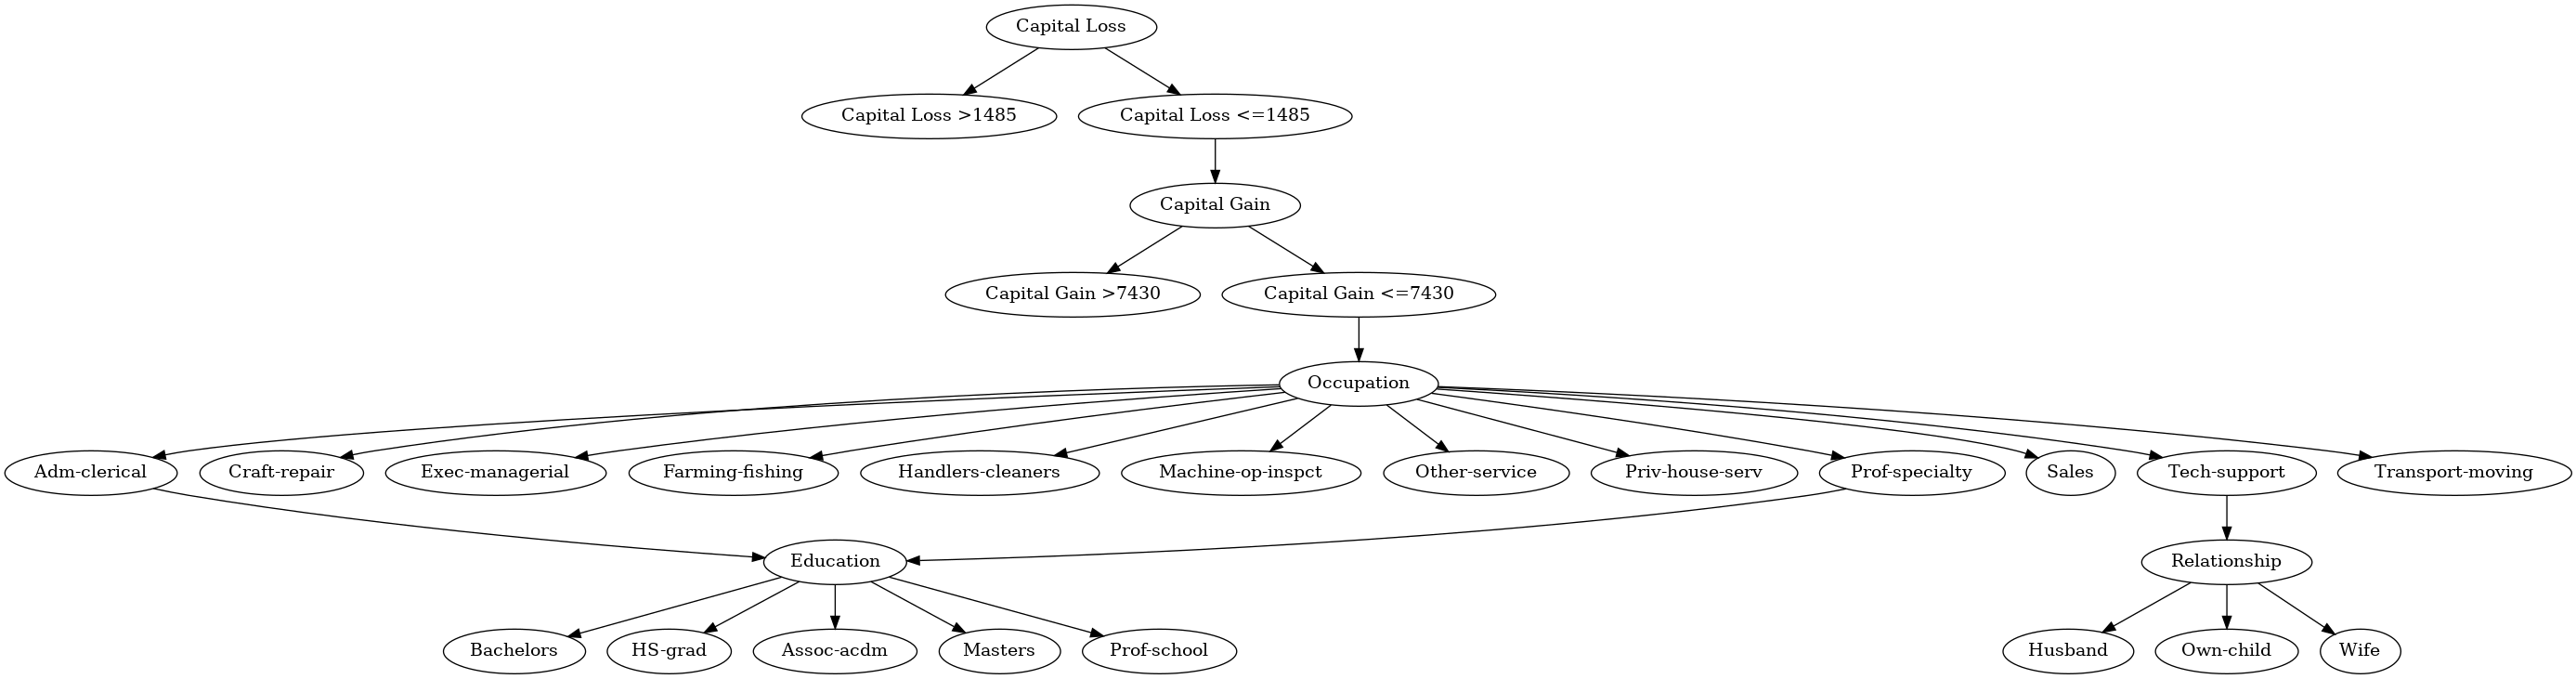 Capital Loss
Capital Loss >1485
Capital Loss <=1485
Capital Gain
Capital Gain >7430
Capital Gain <=7430
Occupation
Adm-clerical
Craft-repair
Exec-managerial
Farming-fishing
Handlers-cleaners
Machine-op-inspct
Other-service
Priv-house-serv
Prof-specialty
Sales
Tech-support
Transport-moving
Education
Relationship
Bachelors
HS-grad
Assoc-acdm
Masters
Prof-school
Husband
Own-child
Wife